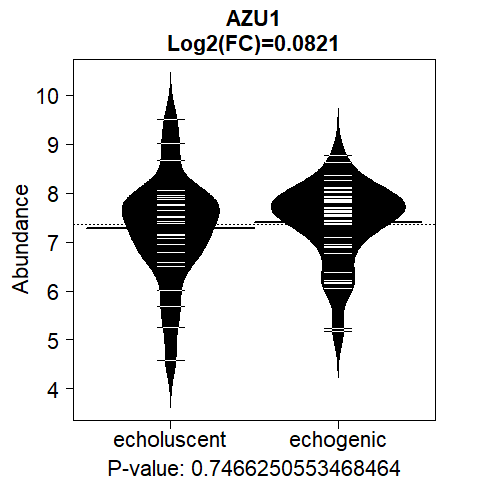 AZU1
Log2(FC)=0.0821
Abundance
10
9
8
7
6
5
4
echoluscent echogenic
P-value: 0.7466250553468464